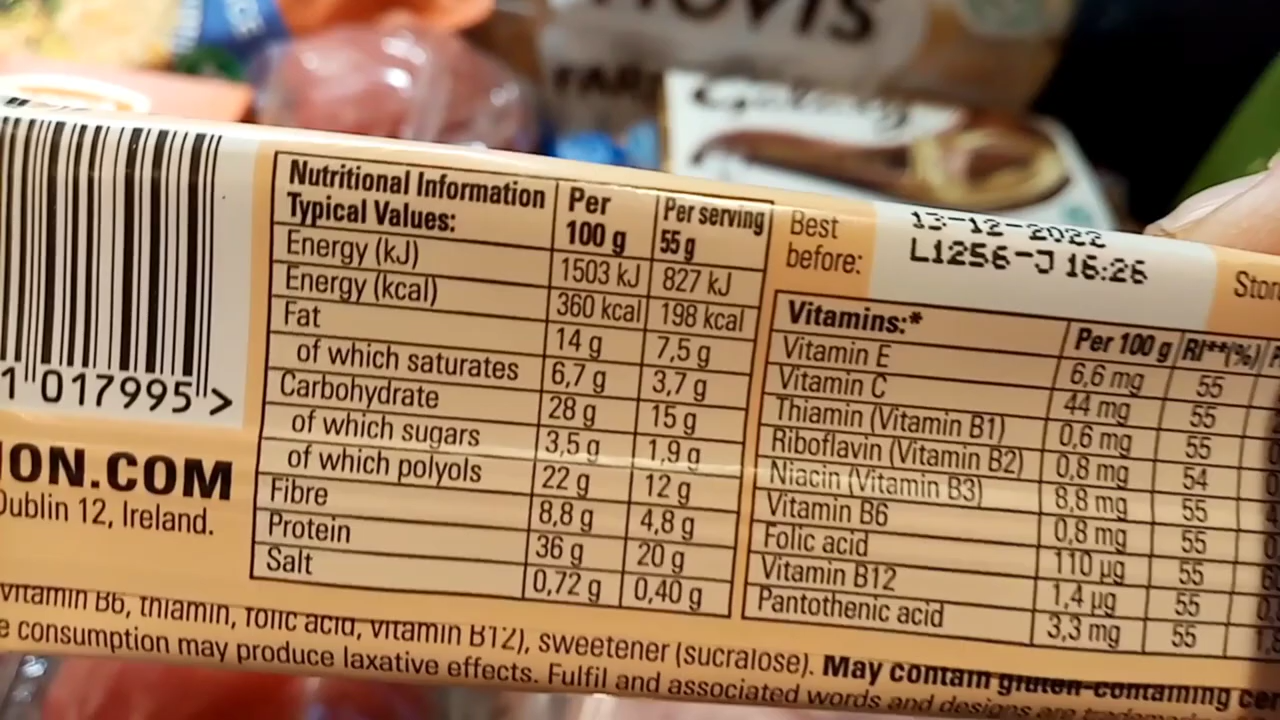 HOVIS
FAR
Galaxy
Nutritional Information Per Per serving
Typical Values: 100 g 55 g
Energy (kJ) 1503 kJ 827 kJ
Energy (kcal) 360 kcal 198 kcal
Fat 14 g 7,5 g
of which saturates 6,7 g 3,7 g
Carbohydrate 28 g 15 g
of which sugars 3,5 g 1,9 g
of which polyols 22 g 12 g
Fibre 8,8 g 4,8 g
Protein 36 g 20 g
Salt 0,72 g 0,40 g
Best before: 13-12-2022
L1256-J 16:26
Stor
Vitamins:* Per 100 g RI**(%)
Vitamin E 6,6 mg 55
Vitamin C 44 mg 55
Thiamin (Vitamin B1) 0,6 mg 55
Riboflavin (Vitamin B2) 0,8 mg 54
Niacin (Vitamin B3) 8,8 mg 55
Vitamin B6 0,8 mg 55
Folic acid 110 µg 55
Vitamin B12 1,4 µg 55
Pantothenic acid 3,3 mg 55
1 017995 >
ION.COM
Dublin 12, Ireland.
vitamin B6, thiamin, folic acid, vitamin B12), sweetener (sucralose). May contain gluten-containing cer
e consumption may produce laxative effects. Fulfil and associated words and designs are